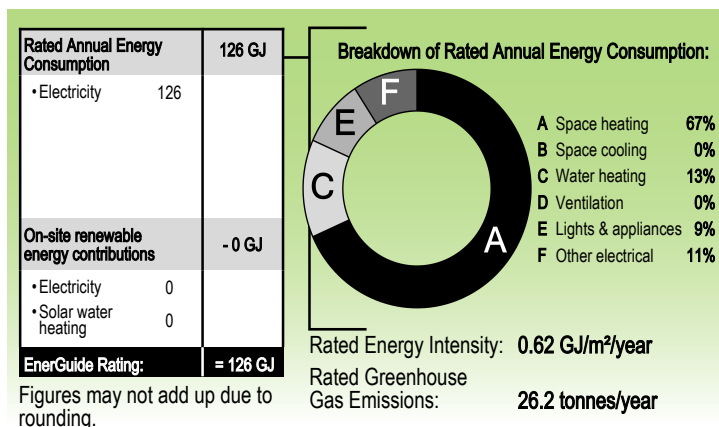 Rated Annual Energy Consumption 126 GJ
• Electricity 126
On-site renewable energy contributions - 0 GJ
• Electricity 0
• Solar water heating 0
EnerGuide Rating: = 126 GJ
Figures may not add up due to
rounding.
Breakdown of Rated Annual Energy Consumption:
F
E
C
A
A Space heating 67%
B Space cooling 0%
C Water heating 13%
D Ventilation 0%
E Lights & appliances 9%
F Other electrical 11%
Rated Energy Intensity: 0.62 GJ/m²/year
Rated Greenhouse
Gas Emissions: 26.2 tonnes/year